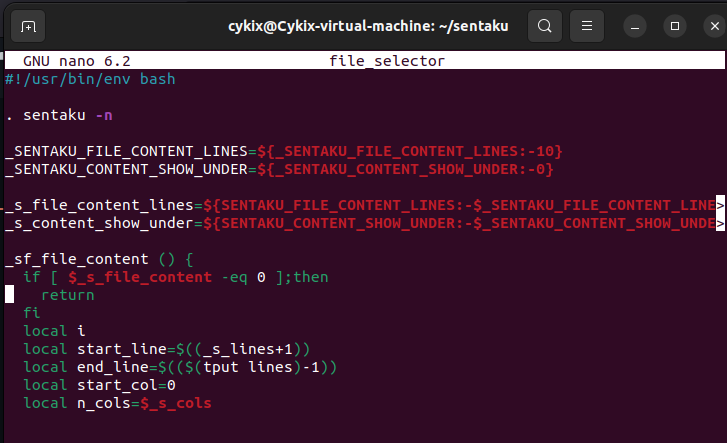 cykix@Cykix-virtual-machine: ~/sentaku
GNU nano 6.2 file_selector
#!/usr/bin/env bash
. sentaku -n
_SENTAKU_FILE_CONTENT_LINES=${_SENTAKU_FILE_CONTENT_LINES:-10}
_SENTAKU_CONTENT_SHOW_UNDER=${_SENTAKU_CONTENT_SHOW_UNDER:-0}
_s_file_content_lines=${SENTAKU_FILE_CONTENT_LINES:-$_SENTAKU_FILE_CONTENT_LINE>
_s_content_show_under=${SENTAKU_CONTENT_SHOW_UNDER:-$_SENTAKU_CONTENT_SHOW_UNDE>
_sf_file_content () {
  if [ $_s_file_content -eq 0 ];then
    return
  fi
  local i
  local start_line=$((_s_lines+1))
  local end_line=$(($(tput lines)-1))
  local start_col=0
  local n_cols=$_s_cols